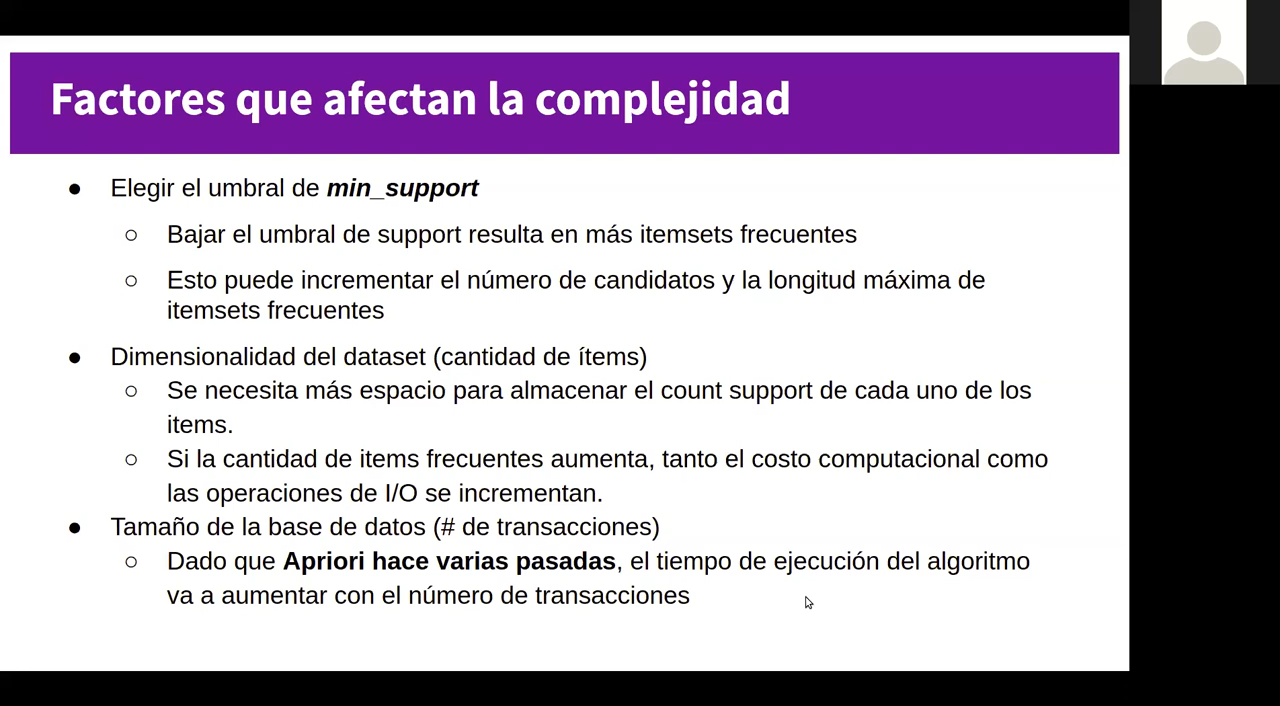 Factores que afectan la complejidad
● Elegir el umbral de min_support
○ Bajar el umbral de support resulta en más itemsets frecuentes
○ Esto puede incrementar el número de candidatos y la longitud máxima de
itemsets frecuentes
● Dimensionalidad del dataset (cantidad de ítems)
○ Se necesita más espacio para almacenar el count support de cada uno de los
items.
○ Si la cantidad de items frecuentes aumenta, tanto el costo computacional como
las operaciones de I/O se incrementan.
● Tamaño de la base de datos (# de transacciones)
○ Dado que Apriori hace varias pasadas, el tiempo de ejecución del algoritmo
va a aumentar con el número de transacciones